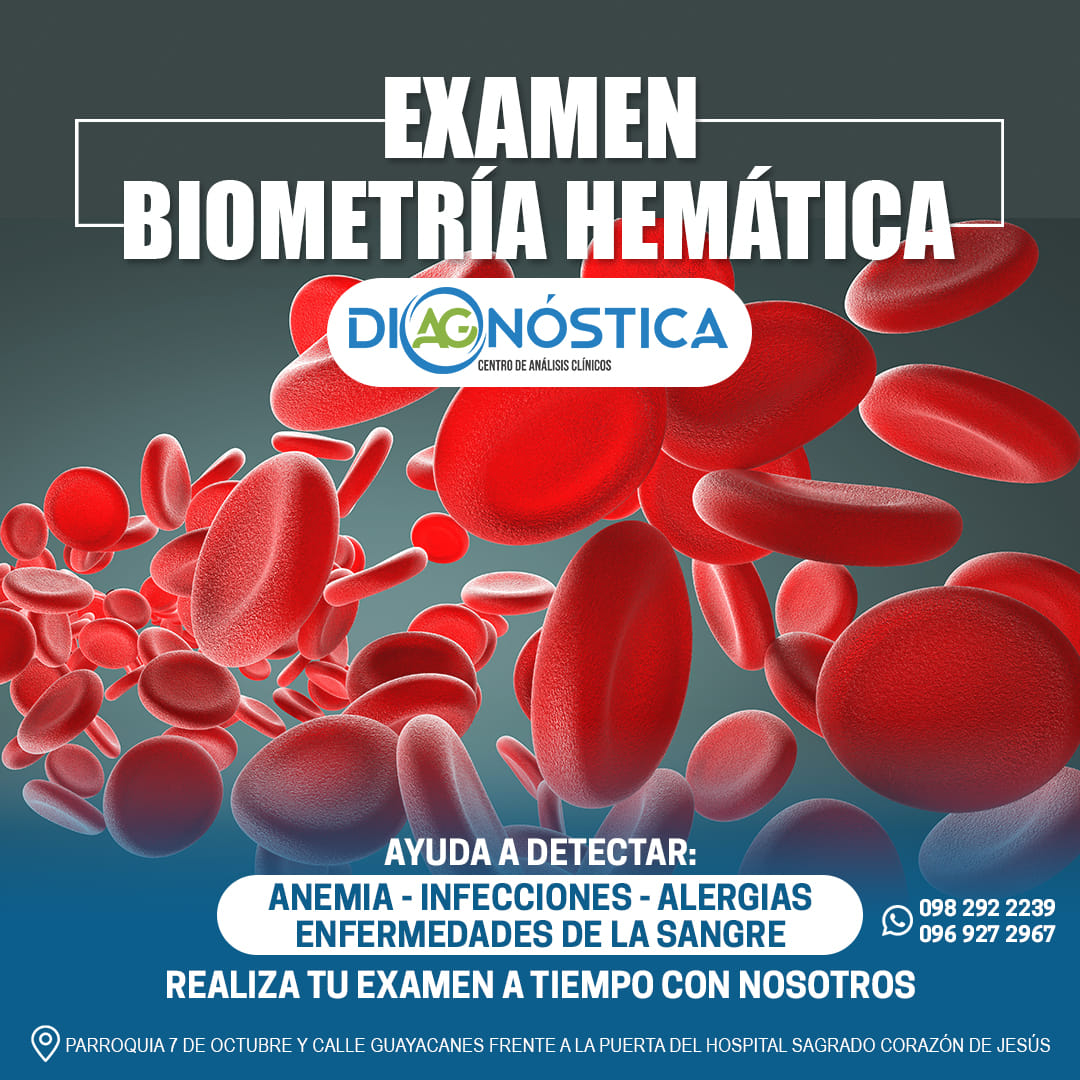 EXAMEN
BIOMETRÍA HEMÁTICA
DIAGNÓSTICA
CENTRO DE ANÁLISIS CLÍNICOS
AYUDA A DETECTAR:
ANEMIA - INFECCIONES - ALERGIAS
ENFERMEDADES DE LA SANGRE
098 292 2239
096 927 2967
REALIZA TU EXAMEN A TIEMPO CON NOSOTROS
PARROQUIA 7 DE OCTUBRE Y CALLE GUAYACANES FRENTE A LA PUERTA DEL HOSPITAL SAGRADO CORAZÓN DE JESÚS